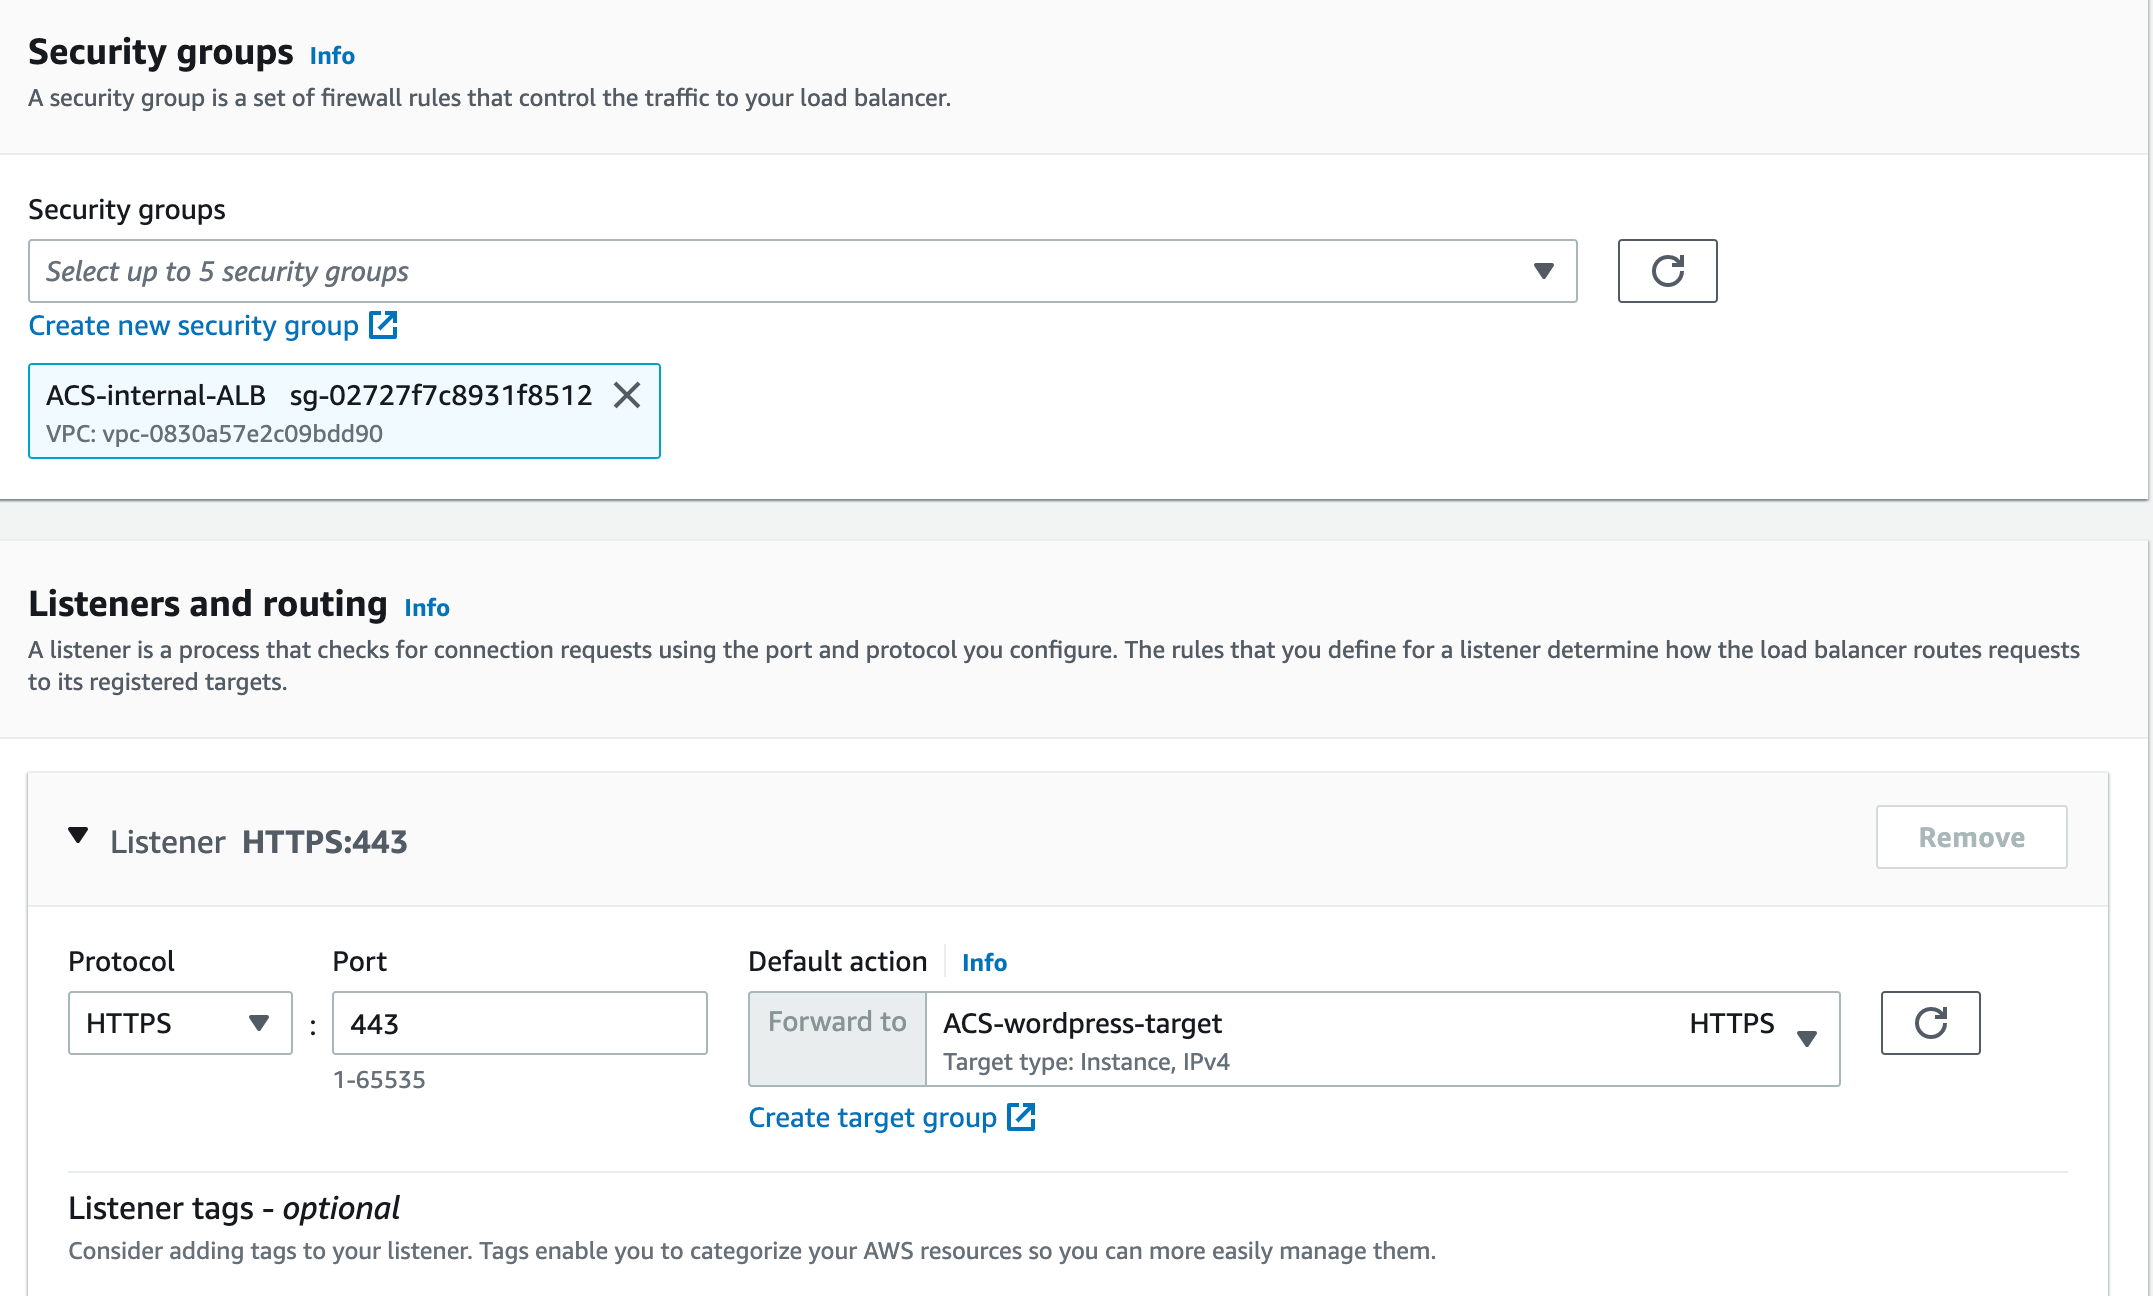 Security groups Info
A security group is a set of firewall rules that control the traffic to your load balancer.
Security groups
Select up to 5 security groups
Create new security group
ACS-internal-ALB sg-02727f7c8931f8512
VPC: vpc-0830a57e2c09bdd90
Listeners and routing Info
A listener is a process that checks for connection requests using the port and protocol you configure. The rules that you define for a listener determine how the load balancer routes requests
to its registered targets.
Listener HTTPS:443
Remove
Protocol Port Default action Info
HTTPS : 443 Forward to ACS-wordpress-target HTTPS
Target type: Instance, IPv4
1-65535
Create target group
Listener tags - optional
Consider adding tags to your listener. Tags enable you to categorize your AWS resources so you can more easily manage them.